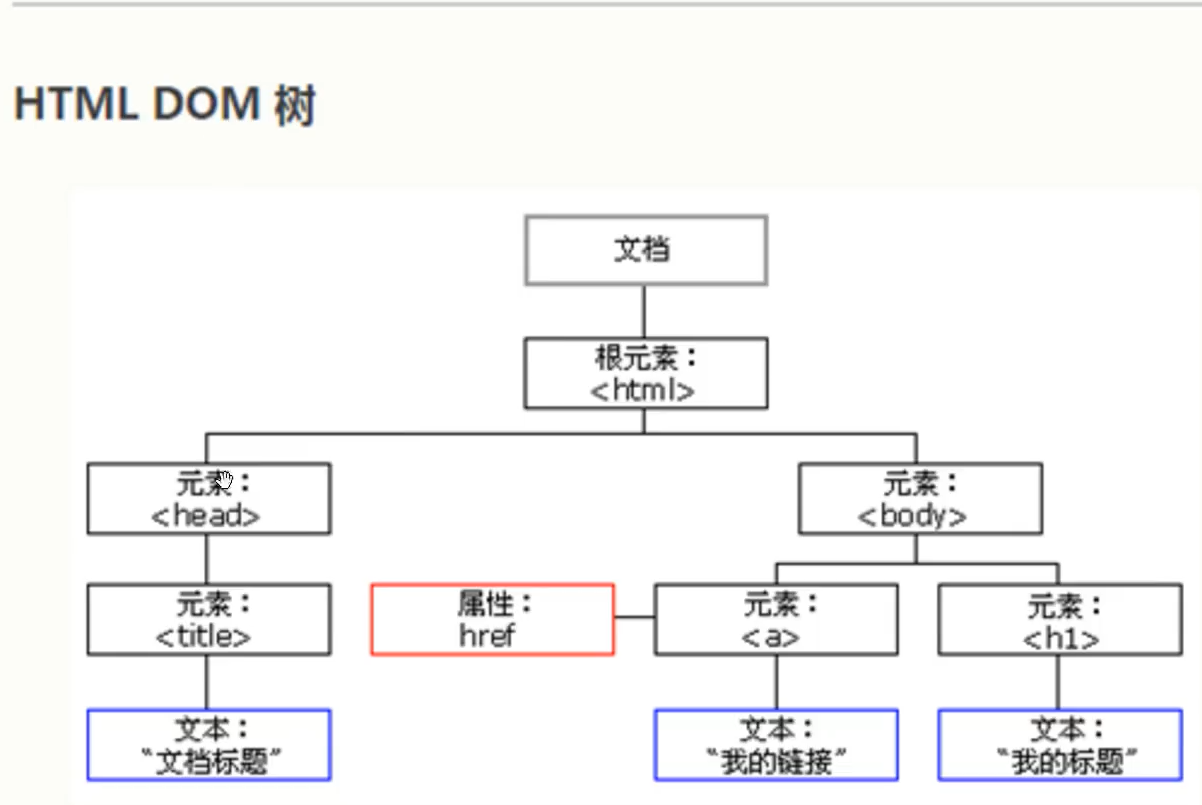 HTML DOM 树
文档
根元素：
<html>
元素：
<head>
元素：
<body>
元素：
<title>
属性：
href
元素：
<a>
元素：
<h1>
文本：
"文档标题"
文本：
"我的链接"
文本：
"我的标题"